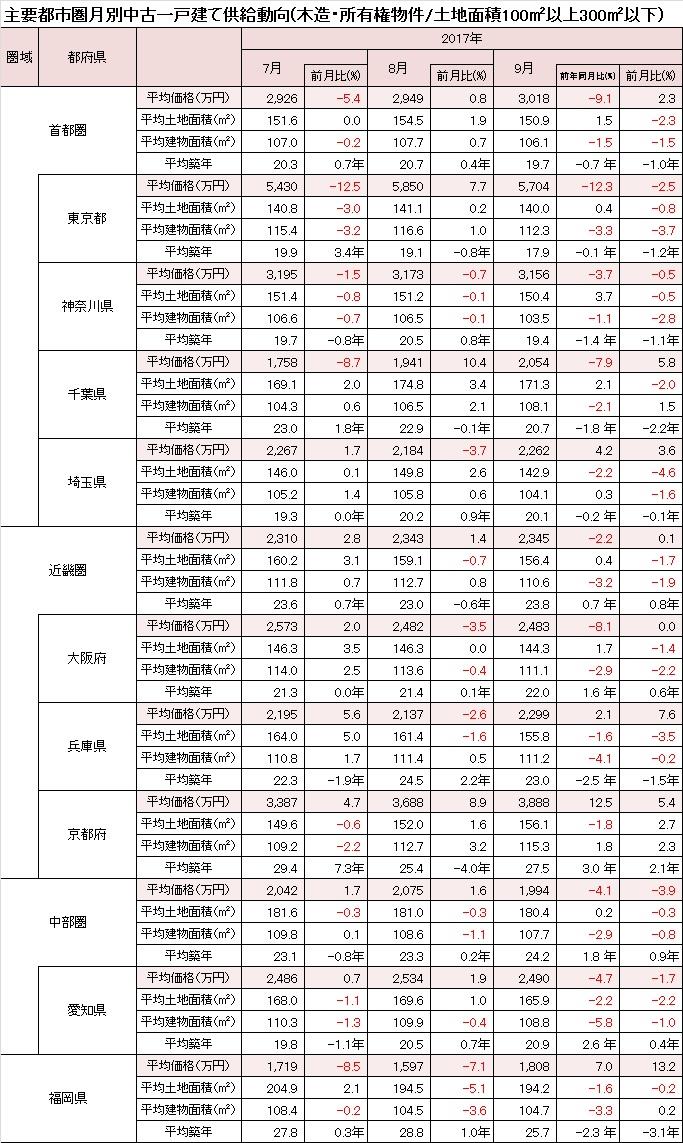 主要都市圏月別中古一戸建て供給動向(木造・所有権物件/土地面積100㎡以上300㎡以下)
圏域 都府県 2017年
7月 前月比(%) 8月 前月比(%) 9月 前年同月比(%) 前月比(%)
首都圏
平均価格(万円) 2,926 -5.4 2,949 0.8 3,018 -9.1 2.3
平均土地面積(㎡) 151.6 0.0 154.5 1.9 150.9 1.5 -2.3
平均建物面積(㎡) 107.0 -0.2 107.7 0.7 106.1 -1.5 -1.5
平均築年 20.3 0.7年 20.7 0.4年 19.7 -0.7 年 -1.0年
東京都
平均価格(万円) 5,430 -12.5 5,850 7.7 5,704 -12.3 -2.5
平均土地面積(㎡) 140.8 -3.0 141.1 0.2 140.0 0.4 -0.8
平均建物面積(㎡) 115.4 -3.2 116.6 1.0 112.3 -3.3 -3.7
平均築年 19.9 3.4年 19.1 -0.8年 17.9 -0.1 年 -1.2年
神奈川県
平均価格(万円) 3,195 -1.5 3,173 -0.7 3,156 -3.7 -0.5
平均土地面積(㎡) 151.4 -0.8 151.2 -0.1 150.4 3.7 -0.5
平均建物面積(㎡) 106.6 -0.7 106.5 -0.1 103.5 -1.1 -2.8
平均築年 19.7 -0.8年 20.5 0.8年 19.4 -1.4 年 -1.1年
千葉県
平均価格(万円) 1,758 -8.7 1,941 10.4 2,054 -7.9 5.8
平均土地面積(㎡) 169.1 2.0 174.8 3.4 171.3 2.1 -2.0
平均建物面積(㎡) 104.3 0.6 106.5 2.1 108.1 -2.1 1.5
平均築年 23.0 1.8年 22.9 -0.1年 20.7 -1.8 年 -2.2年
埼玉県
平均価格(万円) 2,267 1.7 2,184 -3.7 2,262 4.2 3.6
平均土地面積(㎡) 146.0 0.1 149.8 2.6 142.9 -2.2 -4.6
平均建物面積(㎡) 105.2 1.4 105.8 0.6 104.1 0.3 -1.6
平均築年 19.3 0.0年 20.2 0.9年 20.1 -0.2 年 -0.1年
近畿圏
平均価格(万円) 2,310 2.8 2,343 1.4 2,345 -2.2 0.1
平均土地面積(㎡) 160.2 3.1 159.1 -0.7 156.4 0.4 -1.7
平均建物面積(㎡) 111.8 0.7 112.7 0.8 110.6 -3.2 -1.9
平均築年 23.6 0.7年 23.0 -0.6年 23.8 0.7 年 0.8年
大阪府
平均価格(万円) 2,573 2.0 2,482 -3.5 2,483 -8.1 0.0
平均土地面積(㎡) 146.3 3.5 146.3 0.0 144.3 1.7 -1.4
平均建物面積(㎡) 114.0 2.5 113.6 -0.4 111.1 -2.9 -2.2
平均築年 21.3 0.0年 21.4 0.1年 22.0 1.6 年 0.6年
兵庫県
平均価格(万円) 2,195 5.6 2,137 -2.6 2,299 2.1 7.6
平均土地面積(㎡) 164.0 5.0 161.4 -1.6 155.8 -1.6 -3.5
平均建物面積(㎡) 110.8 1.7 111.4 0.5 111.2 -4.1 -0.2
平均築年 22.3 -1.9年 24.5 2.2年 23.0 -2.5 年 -1.5年
京都府
平均価格(万円) 3,387 4.7 3,688 8.9 3,888 12.5 5.4
平均土地面積(㎡) 149.6 -0.6 152.0 1.6 156.1 -1.8 2.7
平均建物面積(㎡) 109.2 -2.2 112.7 3.2 115.3 1.8 2.3
平均築年 29.4 7.3年 25.4 -4.0年 27.5 3.0 年 2.1年
中部圏
平均価格(万円) 2,042 1.7 2,075 1.6 1,994 -4.1 -3.9
平均土地面積(㎡) 181.6 -0.3 181.0 -0.3 180.4 0.2 -0.3
平均建物面積(㎡) 109.8 0.1 108.6 -1.1 107.7 -2.9 -0.8
平均築年 23.1 -0.8年 23.3 0.2年 24.2 1.8 年 0.9年
愛知県
平均価格(万円) 2,486 0.7 2,534 1.9 2,490 -4.7 -1.7
平均土地面積(㎡) 168.0 -1.1 169.6 1.0 165.9 -2.2 -2.2
平均建物面積(㎡) 110.3 -1.3 109.9 -0.4 108.8 -5.8 -1.0
平均築年 19.8 -1.1年 20.5 0.7年 20.9 2.6 年 0.4年
福岡県
平均価格(万円) 1,719 -8.5 1,597 -7.1 1,808 7.0 13.2
平均土地面積(㎡) 204.9 2.1 194.5 -5.1 194.2 -1.6 -0.2
平均建物面積(㎡) 108.4 -0.2 104.5 -3.6 104.7 -3.3 0.2
平均築年 27.8 0.3年 28.8 1.0年 25.7 -2.3 年 -3.1年